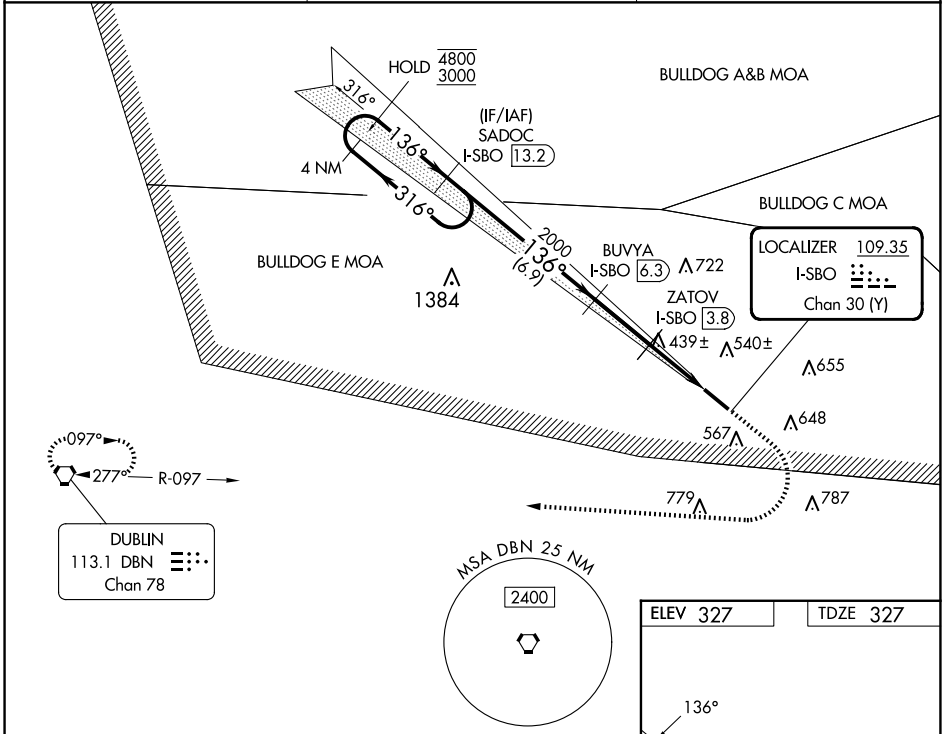 HOLD 4800
3000
BULLDOG A&B MOA
316°
136°
(IF/IAF)
SADOC
I-SBO 13.2
4 NM
316°
BULLDOG C MOA
BULLDOG E MOA
2000
136°
(6.9)
BUVYA
I-SBO 6.3
722
LOCALIZER 109.35
I-SBO
Chan 30 (Y)
1384
ZATOV
I-SBO 3.8
439±
540±
655
648
567
097°
277°
R-097
779
787
DUBLIN
113.1 DBN
Chan 78
MSA DBN 25 NM
2400
ELEV 327
TDZE 327
136°